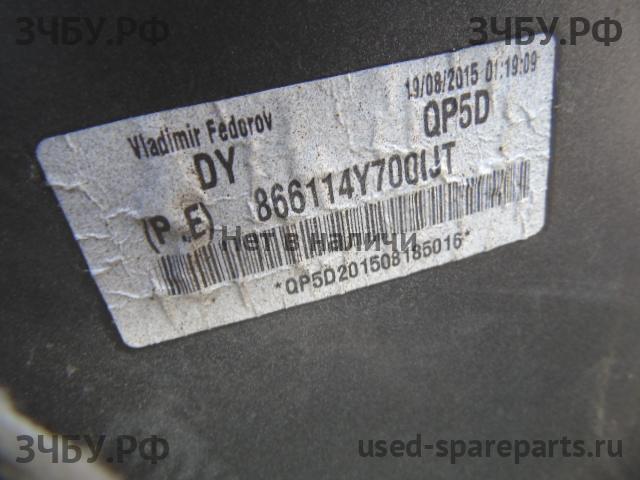 ЗЧБУ.РФ
ЗЧБУ.РФ
Vladimir Fedorov
19/08/2015 01:19:09
DY
QP5D
(P..E)
866114Y700IJT
Нет в наличи
*QP5D201508185015*
ЗЧБУ.РФ
used-spareparts.ru